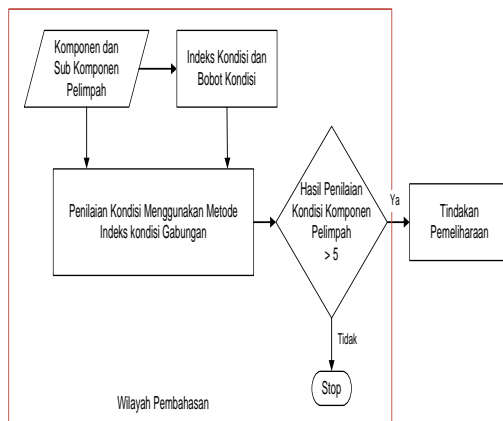 Komponen dan
Sub Komponen
Pelimpah
Indeks Kondisi dan
Bobot Kondisi
Penilaian Kondisi Menggunakan Metode
Indeks kondisi Gabungan
Hasil Penilaian
Kondisi Komponen
Pelimpah
> 5
Ya
Tindakan
Pemeliharaan
Tidak
Stop
Wilayah Pembahasan